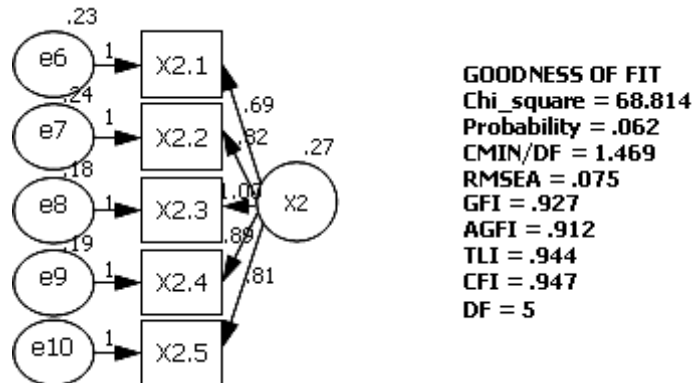 .23
e6 1 X2.1
.69
.24
e7 1 X2.2
.82
.27
.18
e8 1 X2.3
X2
.19
.89
e9 1 X2.4
.81
e10 1 X2.5
GOODNESS OF FIT
Chi_square = 68.814
Probability = .062
CMIN/DF = 1.469
RMSEA = .075
GFI = .927
AGFI = .912
TLI = .944
CFI = .947
DF = 5